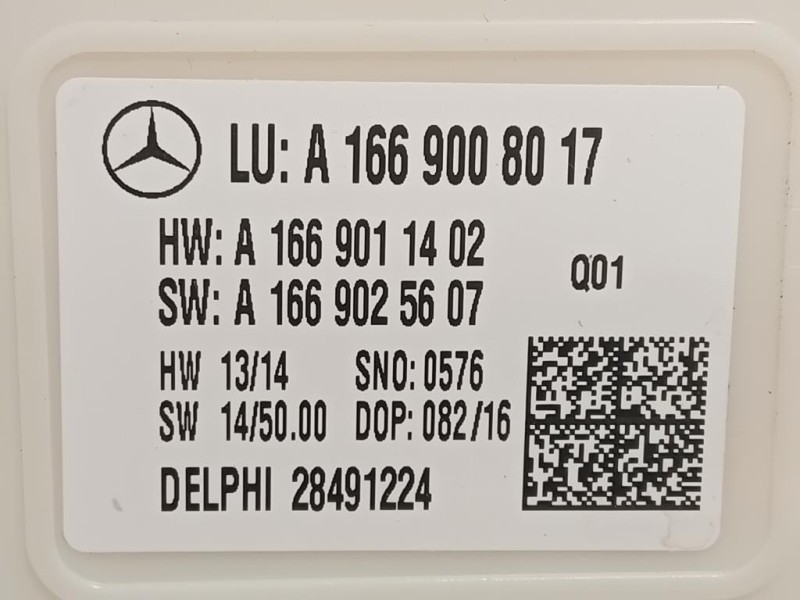 LU: A 166 900 80 17
HW: A 166 901 14 02
SW: A 166 902 56 07
Q01
HW 13/14 SNO: 0576
SW 14/50.00 DOP: 082/16
DELPHI 28491224